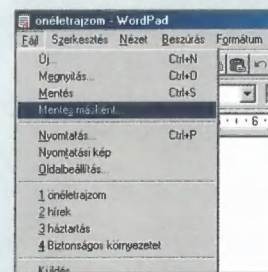 önéletrajzom - WordPad
Fájl Szerkesztés Nézet Beszúrás Formátum
Új... Ctrl+N
Megnyitás... Ctrl+O
Mentés Ctrl+S
Mentés másként...
Nyomtatás... Ctrl+P
Nyomtatási kép
Oldalbeállítás...
1 önéletrajzom
2 hírek
3 háztartás
4 Biztonságos környezetet
Küldés...
6